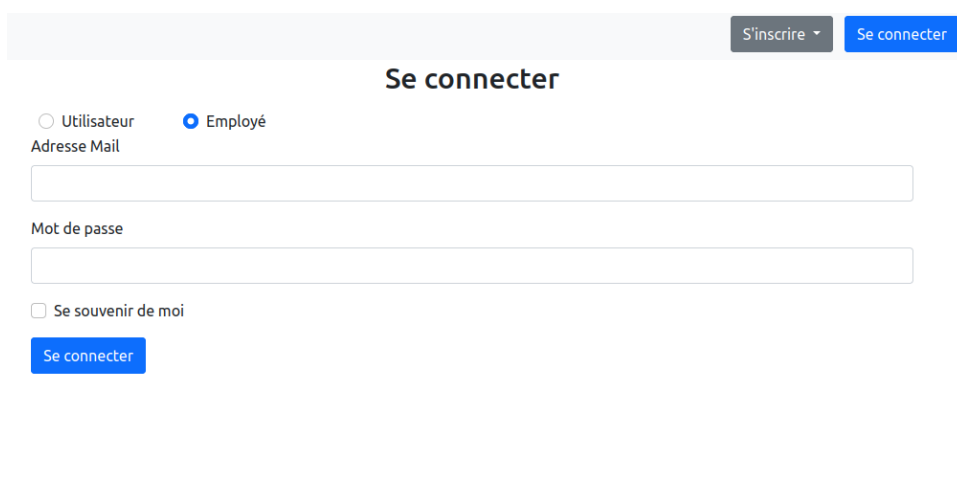 S'inscrire Se connecter
Se connecter
Utilisateur Employé
Adresse Mail
Mot de passe
Se souvenir de moi
Se connecter